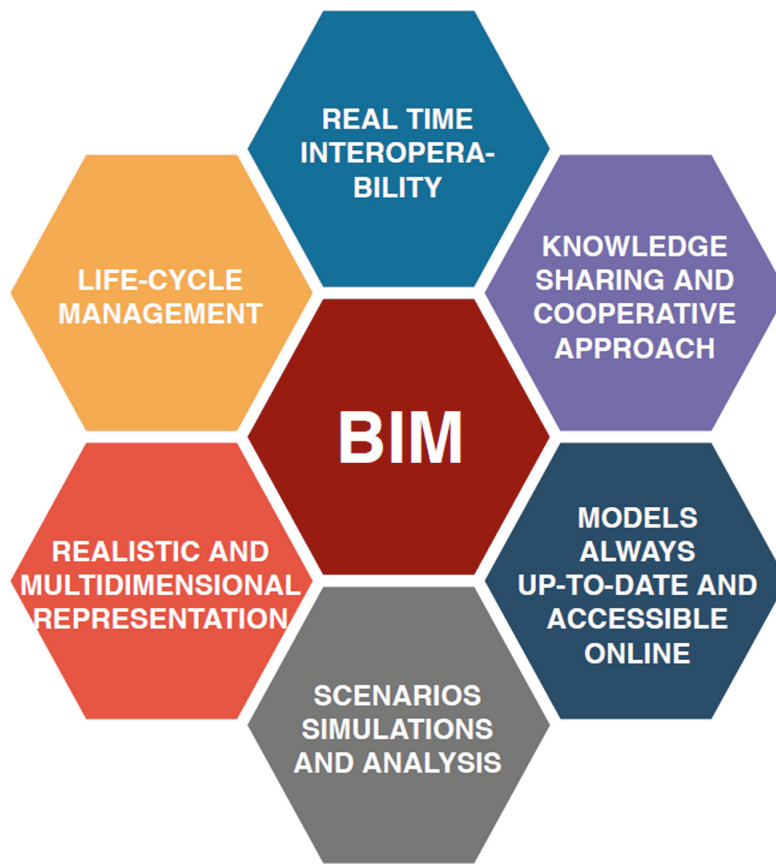 REAL TIME
INTEROPERA-
BILITY
KNOWLEDGE
SHARING AND
COOPERATIVE
APPROACH
LIFE-CYCLE
MANAGEMENT
BIM
MODELS
ALWAYS
UP-TO-DATE AND
ACCESSIBLE
ONLINE
REALISTIC AND
MULTIDIMENSIONAL
REPRESENTATION
SCENARIOS
SIMULATIONS
AND ANALYSIS